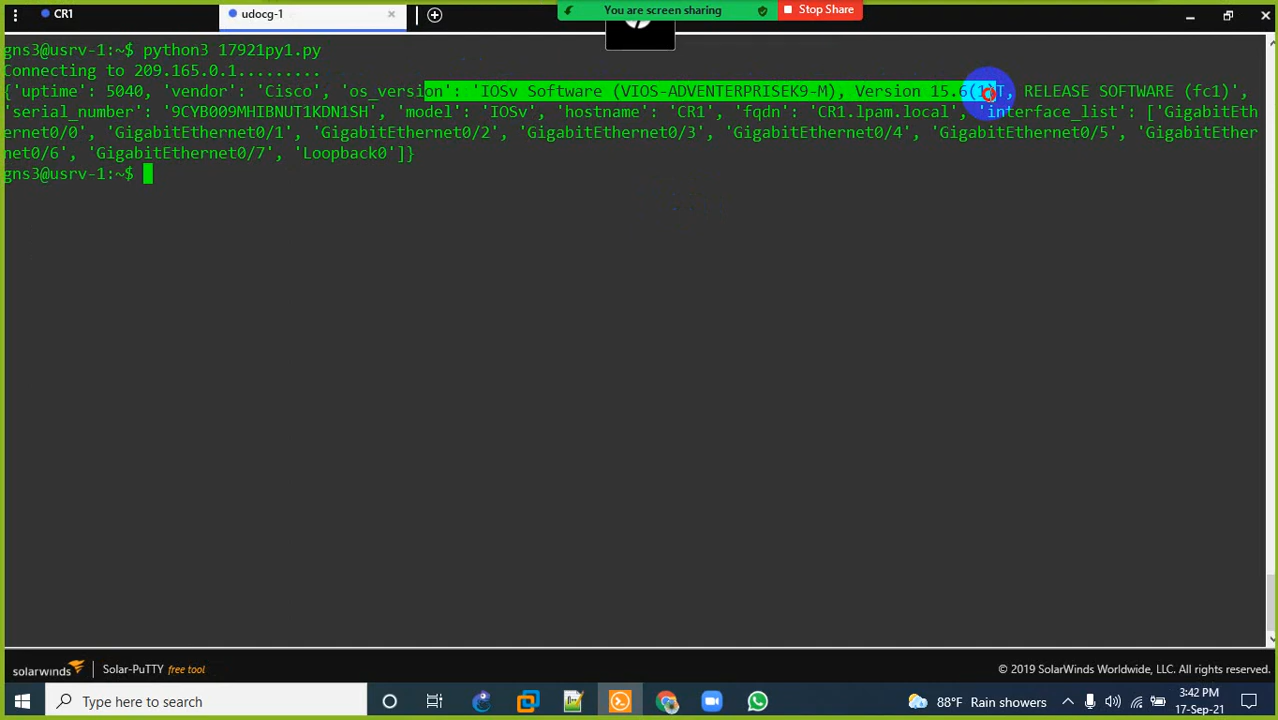 CR1
udocg-1
You are screen sharing
Stop Share
gns3@usrv-1:~$ python3 17921py1.py
Connecting to 209.165.0.1.........
{'uptime': 5040, 'vendor': 'Cisco', 'os_version': 'IOSv Software (VIOS-ADVENTERPRISEK9-M), Version 15.6( RELEASE SOFTWARE (fc1)',
'serial_number': '9CYB009MHIBNUT1KDN1SH', 'model': 'IOSv', 'hostname': 'CR1', 'fqdn': 'CR1.lpam.local', 'interface_list': ['GigabitEth
ernet0/0', 'GigabitEthernet0/1', 'GigabitEthernet0/2', 'GigabitEthernet0/3', 'GigabitEthernet0/4', 'GigabitEthernet0/5', 'GigabitEther
net0/6', 'GigabitEthernet0/7', 'Loopback0']}
gns3@usrv-1:~$
solarwinds
Solar-PuTTY free tool
© 2019 SolarWinds Worldwide, LLC. All rights reserved.
Type here to search
88°F Rain showers
3:42 PM
17-Sep-21